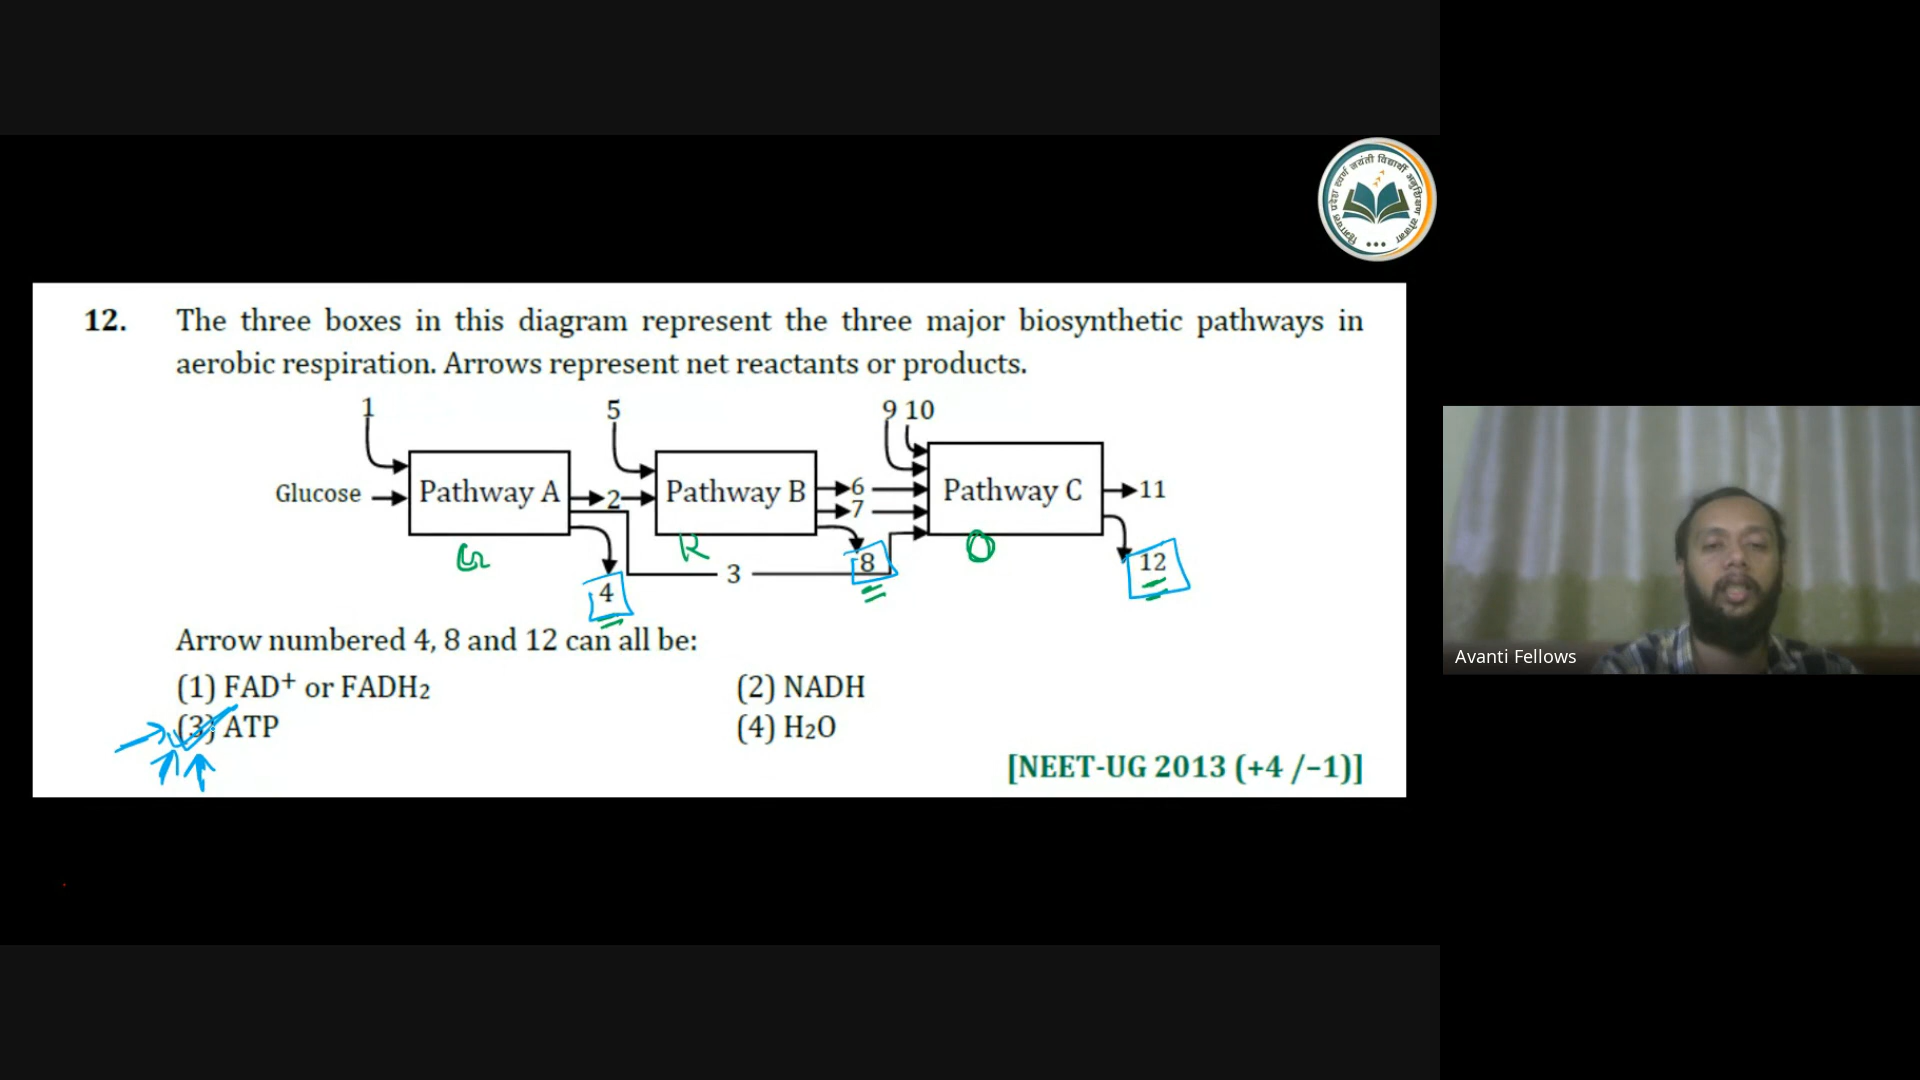 12. The three boxes in this diagram represent the three major biosynthetic pathways in
aerobic respiration. Arrows represent net reactants or products.
1 5 9 10
Glucose Pathway A 2 Pathway B 6 7 Pathway C 11
G K O
4 3 8 12
Arrow numbered 4, 8 and 12 can all be:
(1) FAD⁺ or FADH₂ (2) NADH
(3) ATP (4) H₂O
[NEET-UG 2013 (+4 /–1)]
Avanti Fellows